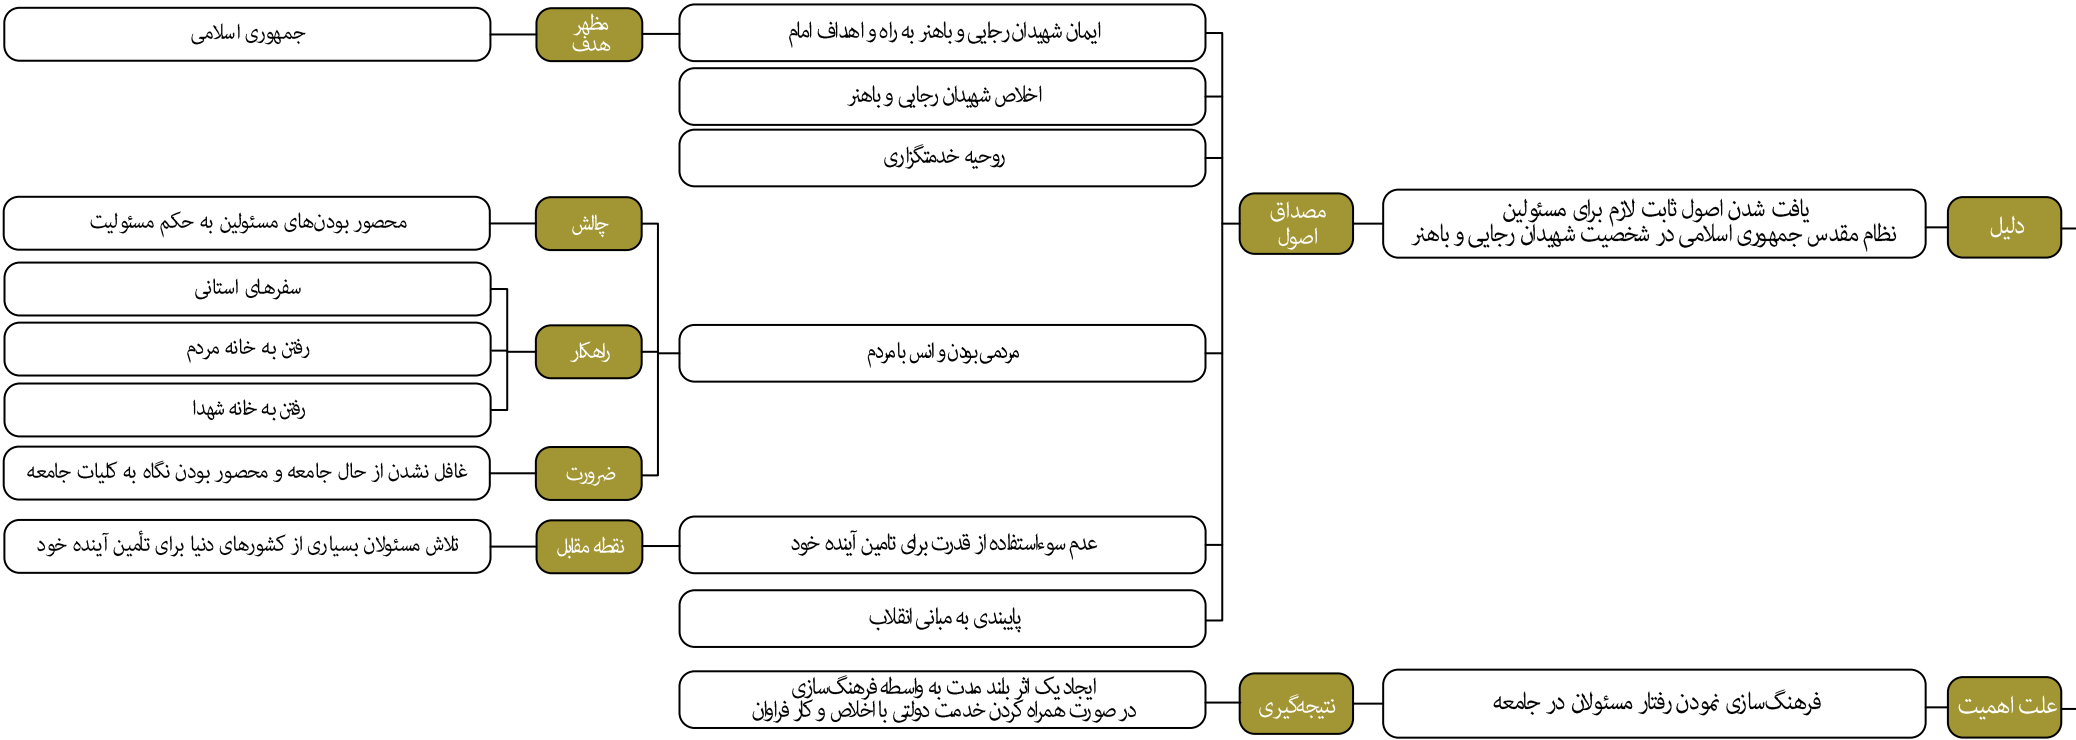 دلیل
یافت شدن اصول ثابت لازم برای مسئولین
نظام مقدس جمهوری اسلامی در شخصیت شهیدان رجایی و باهنر
مصداق
اصول
ایمان شهیدان رجایی و باهنر به راه و اهداف امام
مظهر
هدف
جمهوری اسلامی
اخلاص شهیدان رجایی و باهنر
روحیه خدمتگزاری
مردمی‌بودن و انس با مردم
چالش
محصور بودن‌های مسئولین به حکم مسئولیت
راهکار
سفرهای استانی
رفتن به خانه مردم
رفتن به خانه شهدا
ضرورت
غافل نشدن از حال جامعه و محصور بودن نگاه به کلیات جامعه
عدم سوءاستفاده از قدرت برای تامین آینده خود
نقطه مقابل
تلاش مسئولان بسیاری از کشورهای دنیا برای تأمین آینده خود
پایبندی به مبانی انقلاب
علت اهمیت
فرهنگ‌سازی نمودن رفتار مسئولان در جامعه
نتیجه‌گیری
ایجاد یک اثر بلند مدت به واسطه فرهنگ‌سازی
در صورت همراه کردن خدمت دولتی با اخلاص و کار فراوان